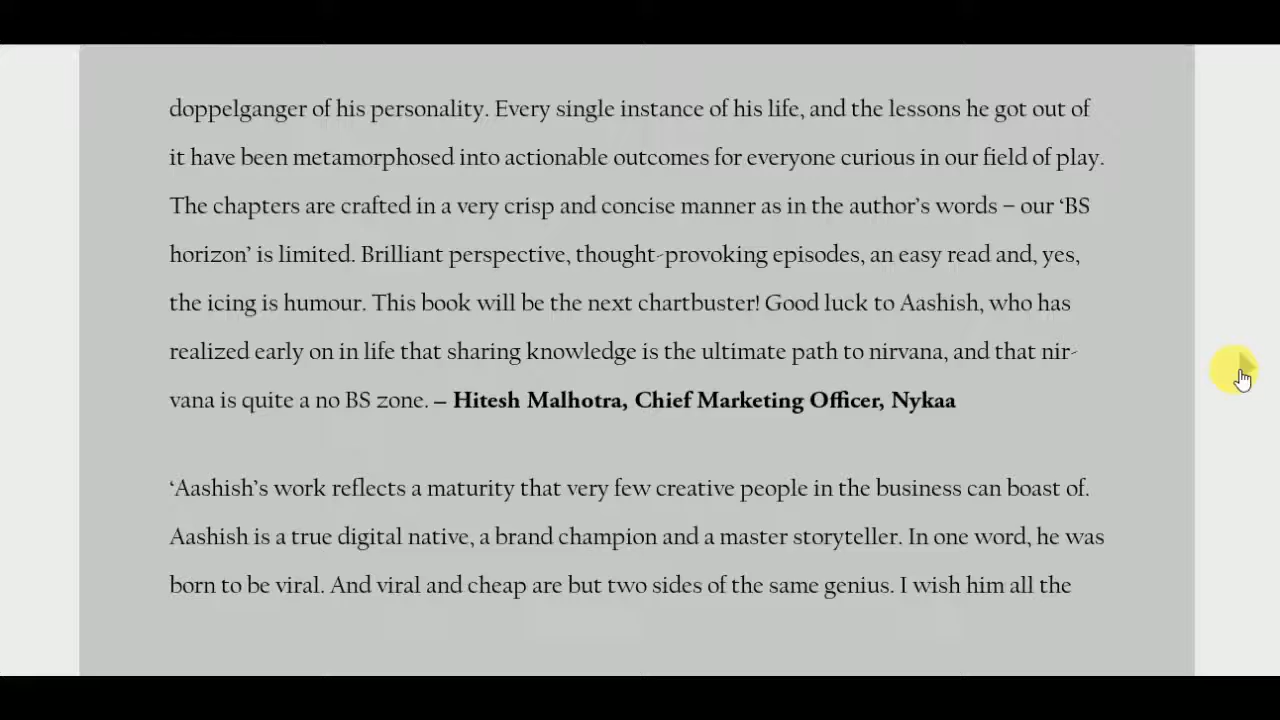 doppelganger of his personality. Every single instance of his life, and the lessons he got out of
it have been metamorphosed into actionable outcomes for everyone curious in our field of play.
The chapters are crafted in a very crisp and concise manner as in the author’s words – our ‘BS
horizon’ is limited. Brilliant perspective, thought-provoking episodes, an easy read and, yes,
the icing is humour. This book will be the next chartbuster! Good luck to Aashish, who has
realized early on in life that sharing knowledge is the ultimate path to nirvana, and that nir-
vana is quite a no BS zone. – Hitesh Malhotra, Chief Marketing Officer, Nykaa
‘Aashish’s work reflects a maturity that very few creative people in the business can boast of.
Aashish is a true digital native, a brand champion and a master storyteller. In one word, he was
born to be viral. And viral and cheap are but two sides of the same genius. I wish him all the